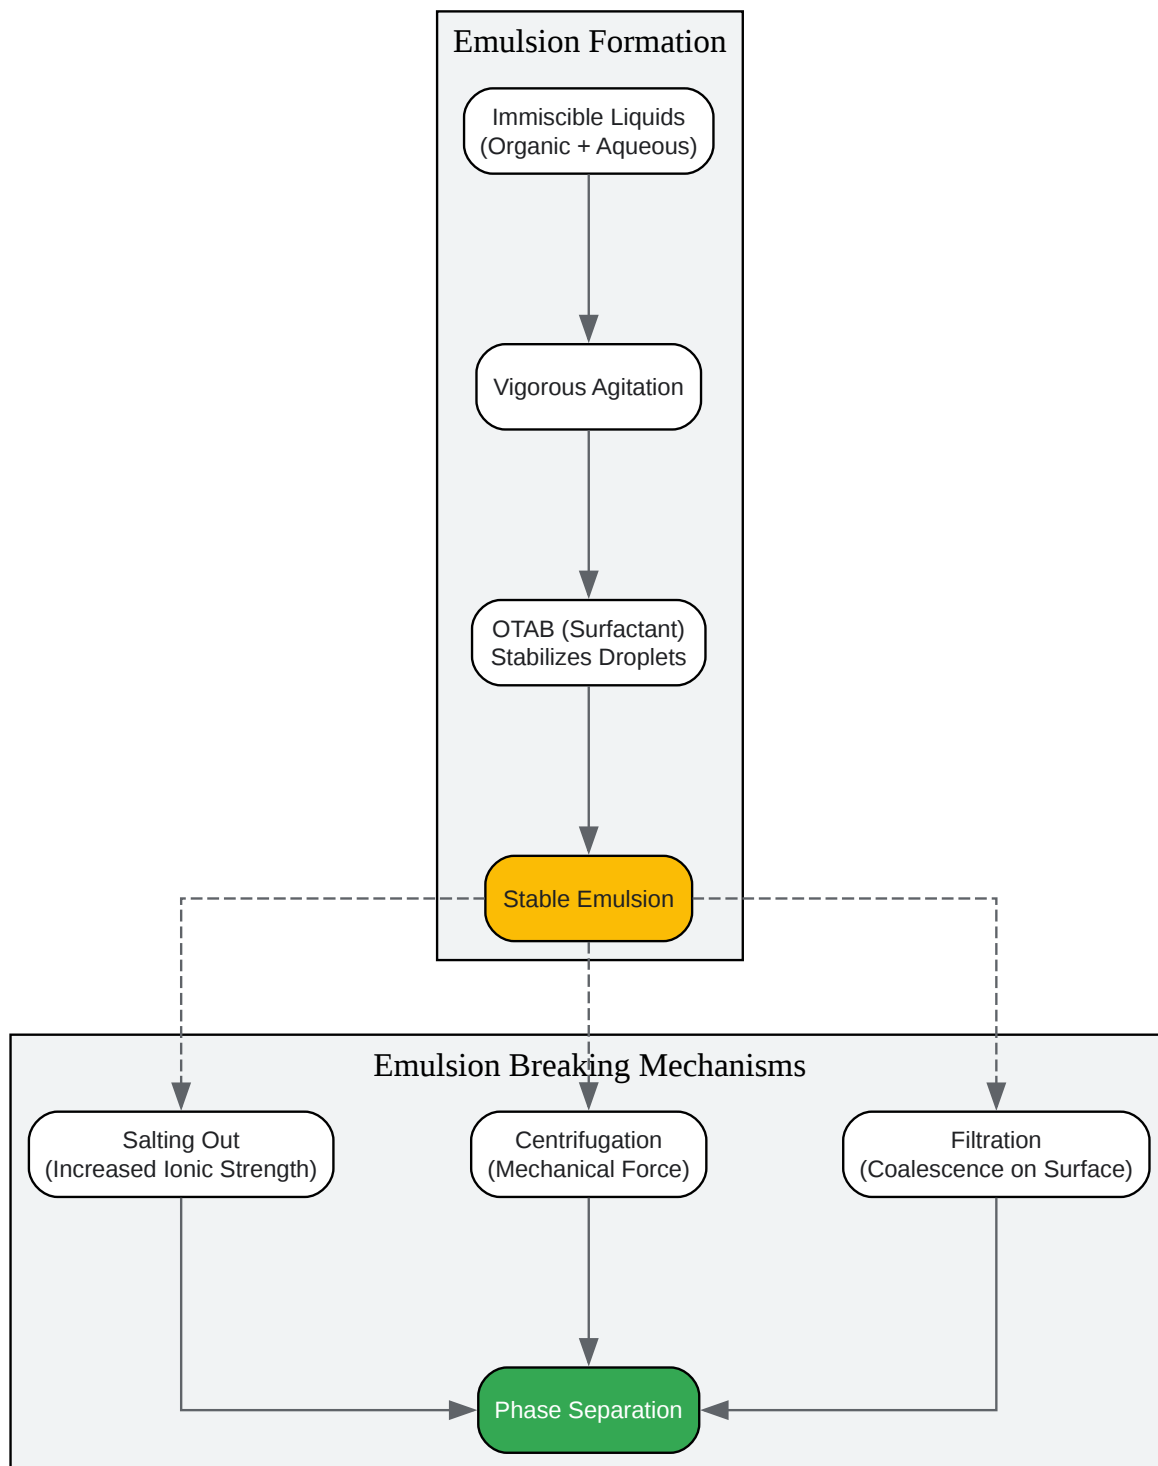 Emulsion Formation
Immiscible Liquids
(Organic + Aqueous)
Vigorous Agitation
OTAB (Surfactant)
Stabilizes Droplets
Stable Emulsion
Emulsion Breaking Mechanisms
Salting Out
(Increased Ionic Strength)
Centrifugation
(Mechanical Force)
Filtration
(Coalescence on Surface)
Phase Separation